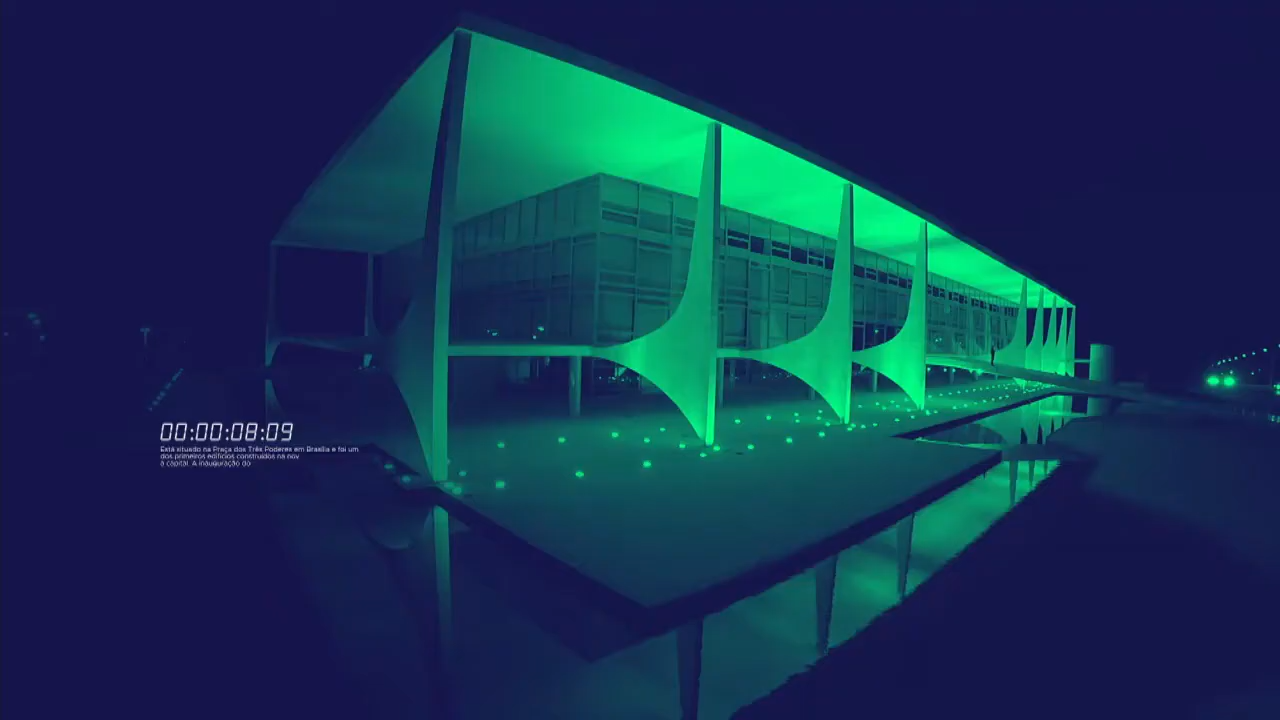 00:00:08:09
Está situado na Praça dos Três Poderes em Brasília e foi um
dos primeiros edifícios construídos na nov
a capital. A inauguração do